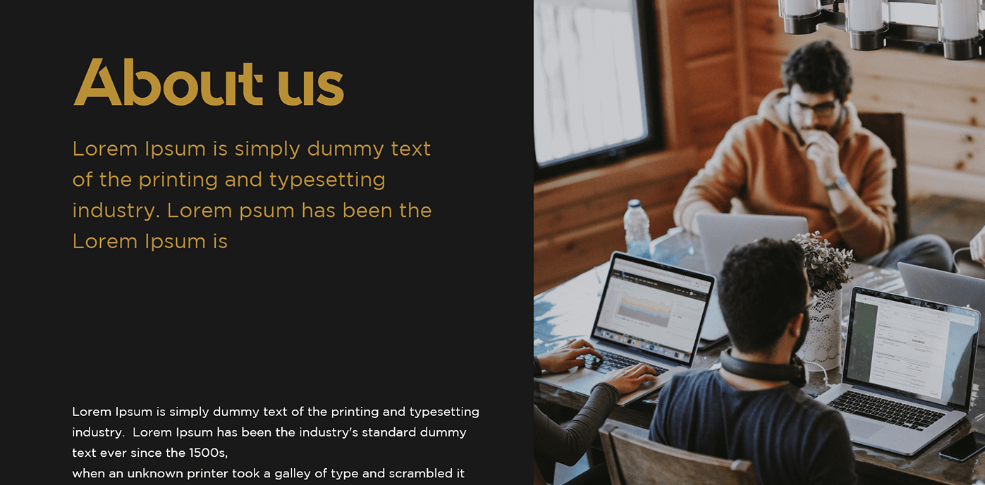 About us
Lorem Ipsum is simply dummy text
of the printing and typesetting
industry. Lorem psum has been the
Lorem Ipsum is
Lorem Ipsum is simply dummy text of the printing and typesetting
industry.  Lorem Ipsum has been the industry's standard dummy
text ever since the 1500s,
when an unknown printer took a galley of type and scrambled it